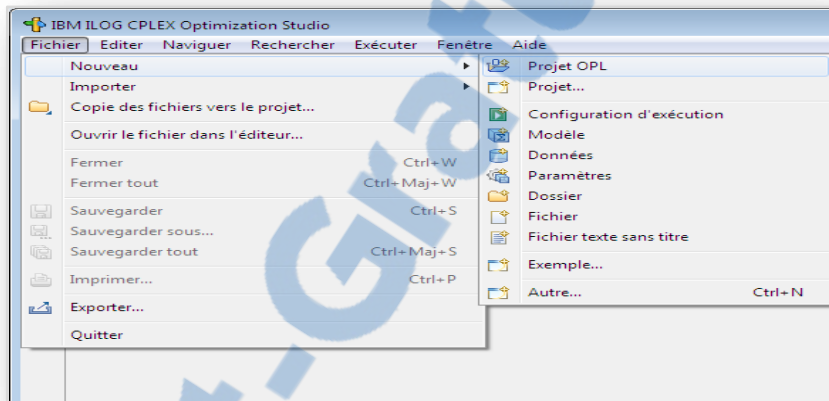 IBM ILOG CPLEX Optimization Studio
Fichier Editer Naviguer Rechercher Exécuter Fenêtre Aide
Nouveau
Importer
Copie des fichiers vers le projet...
Ouvrir le fichier dans l'éditeur...
Fermer Ctrl+W
Fermer tout Ctrl+Maj+W
Sauvegarder Ctrl+S
Sauvegarder sous...
Sauvegarder tout Ctrl+Maj+S
Imprimer... Ctrl+P
Exporter...
Quitter
Projet OPL
Projet...
Configuration d'exécution
Modèle
Données
Paramètres
Dossier
Fichier
Fichier texte sans titre
Exemple...
Autre... Ctrl+N